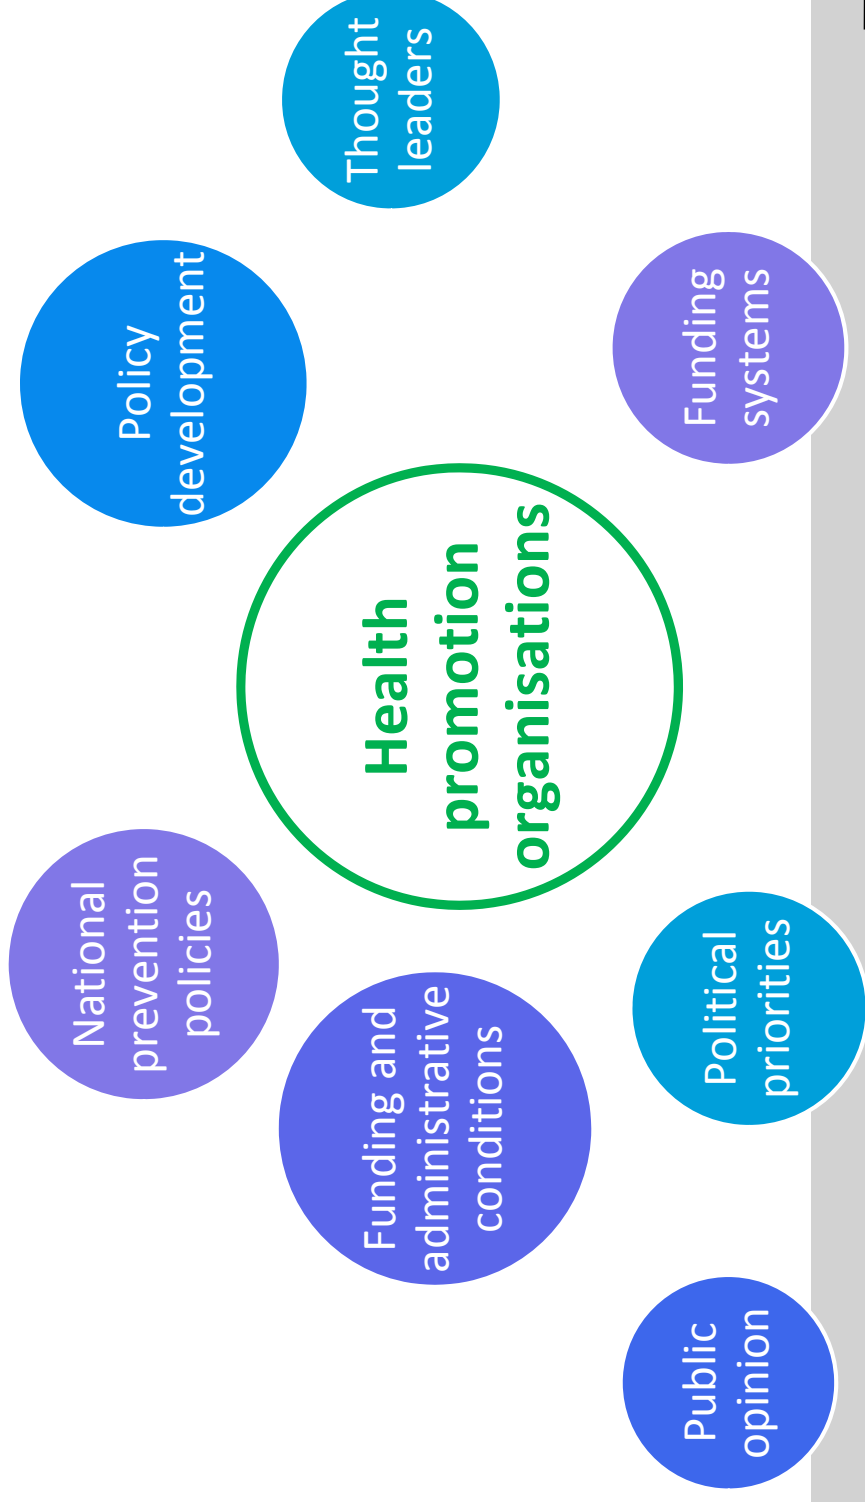 National
prevention
policies
Policy
development
Thought
leaders
Funding and
administrative
conditions
Health
promotion
organisations
Public
opinion
Political
priorities
Funding
systems